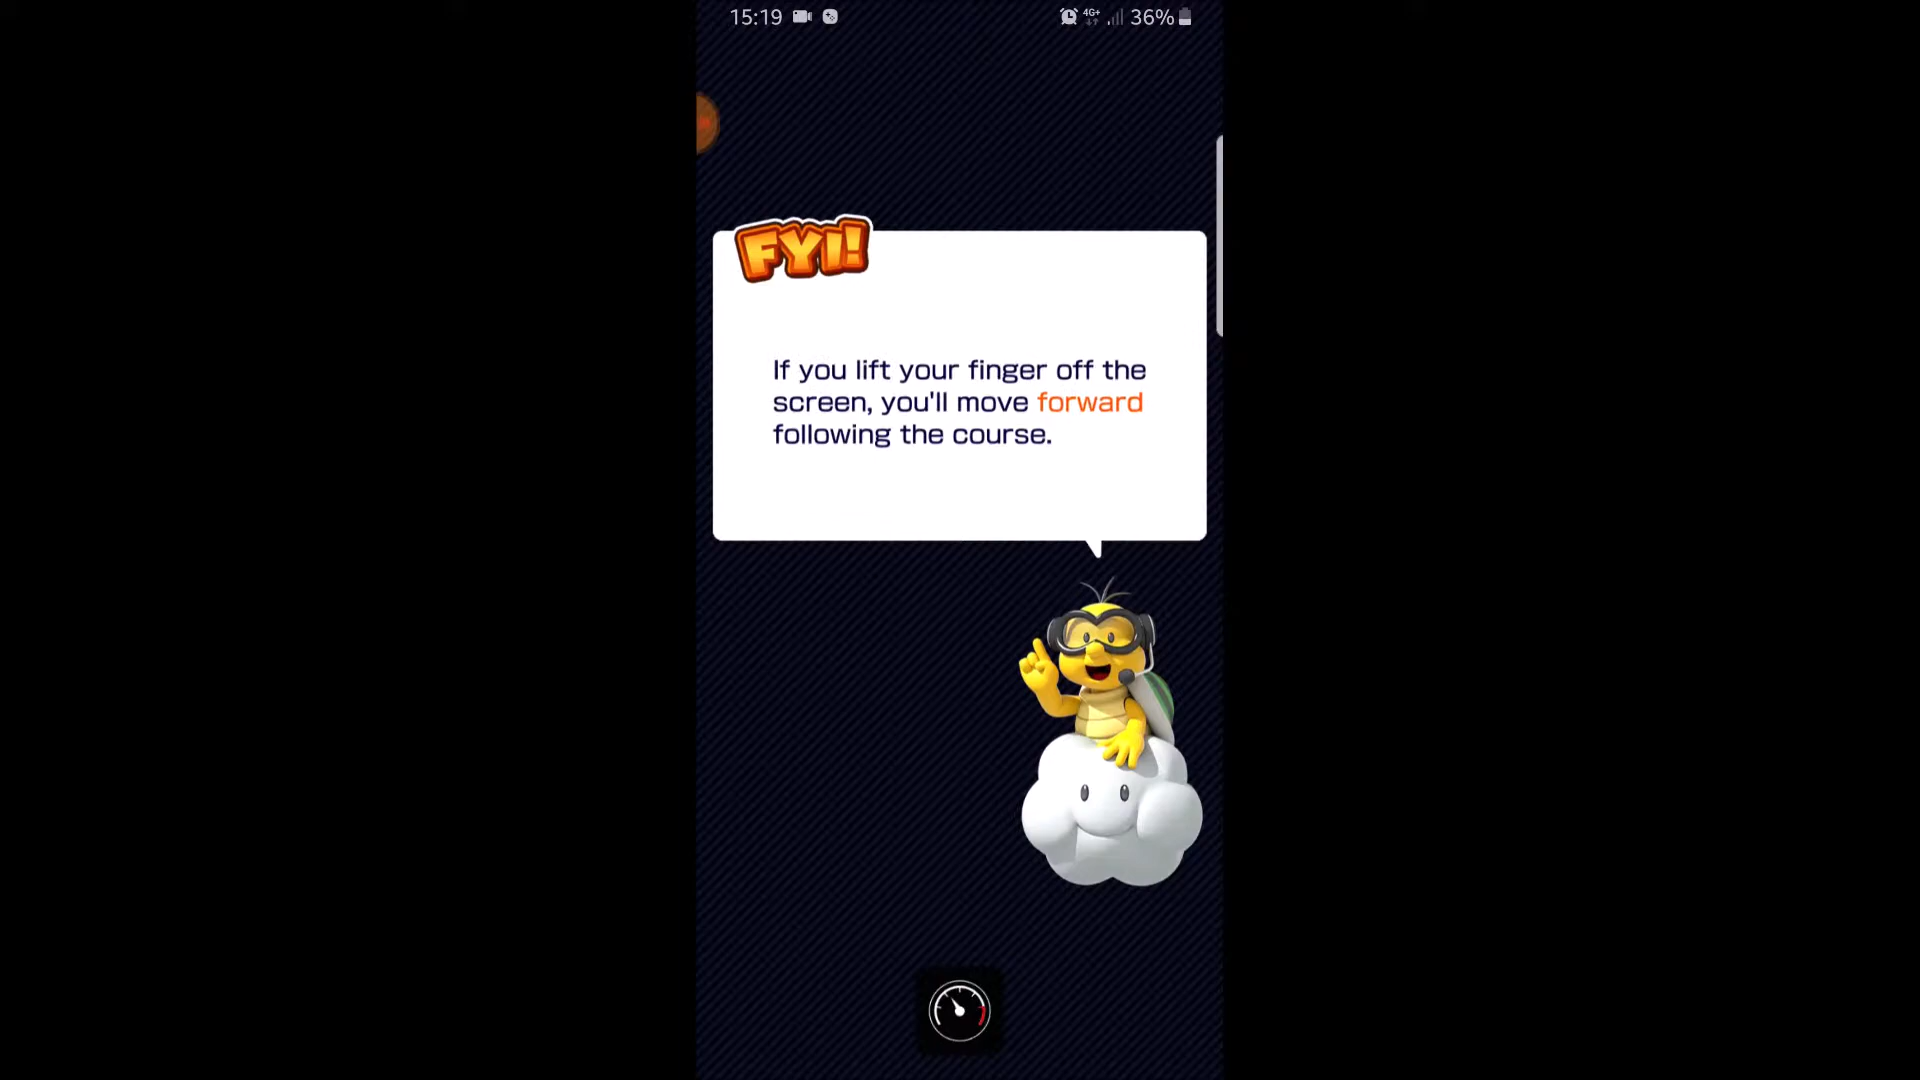 15:19 4G+ 36%
FYI!
If you lift your finger off the
screen, you'll move forward
following the course.